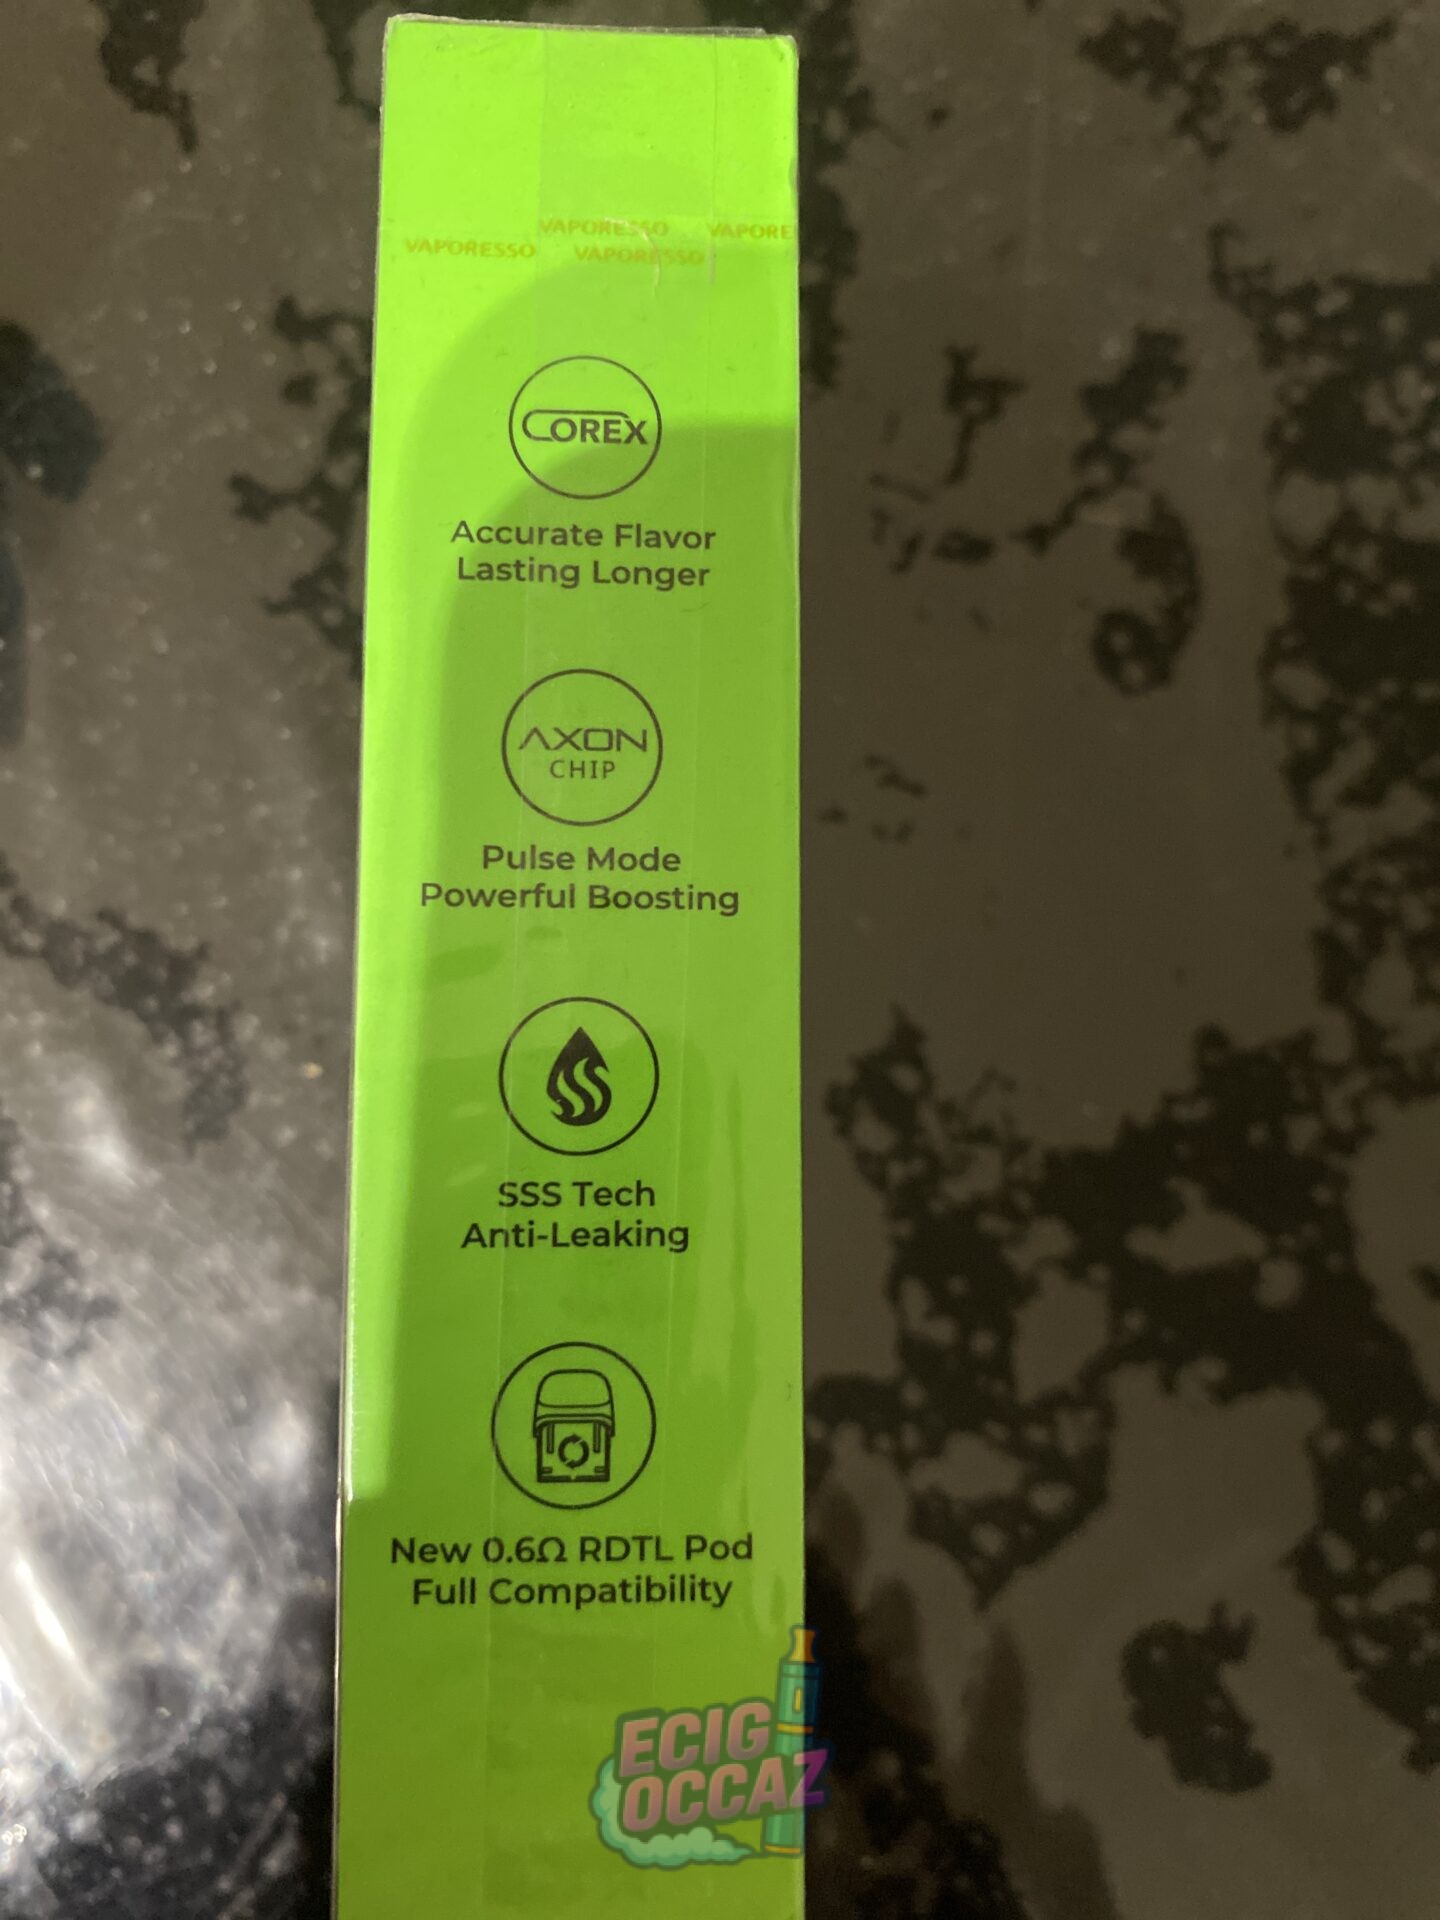 VAPORESSO VAPORE
VAPORESSO VAPORESSO
COREX
Accurate Flavor
Lasting Longer
AXON
CHIP
Pulse Mode
Powerful Boosting
SSS
SSS Tech
Anti-Leaking
New 0.6Ω RDTL Pod
Full Compatibility
ECIG
OCCAZ